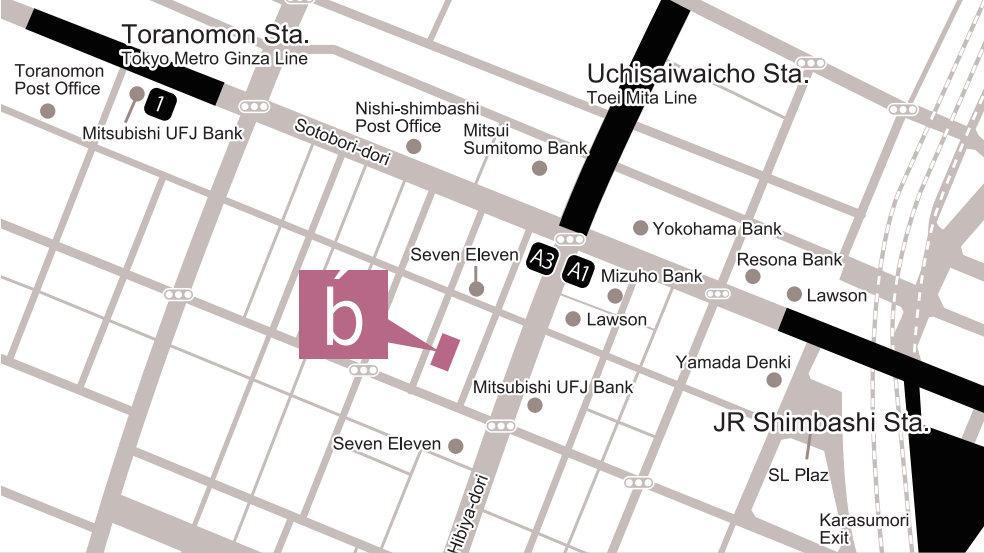 Toranomon Sta.
Tokyo Metro Ginza Line
Toranomon
Post Office
1
Mitsubishi UFJ Bank
Uchisaiwaicho Sta.
Toei Mita Line
Nishi-shimbashi
Post Office
Mitsui
Sumitomo Bank
Sotobori-dori
Yokohama Bank
Seven Eleven
A3
A1
Mizuho Bank
Resona Bank
Lawson
Lawson
b́
Yamada Denki
Mitsubishi UFJ Bank
JR Shimbashi Sta.
Seven Eleven
SL Plaz
Hibiya-dori
Karasumori
Exit